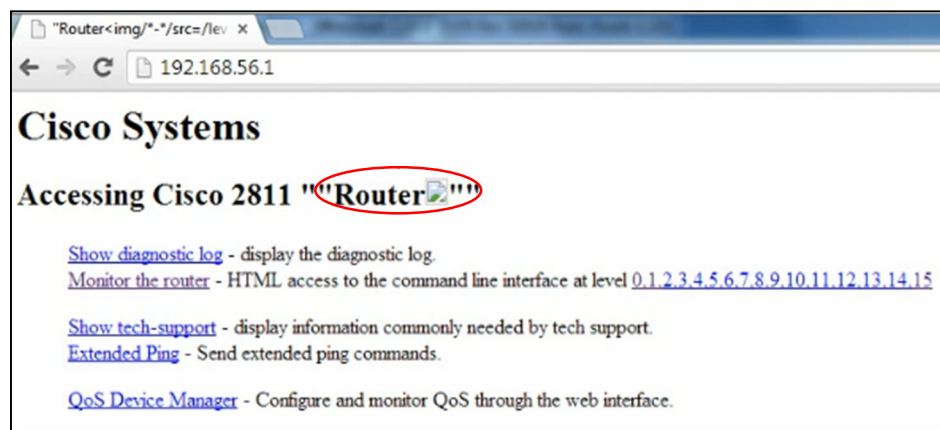 "Router<img/*-*/src=/lev
192.168.56.1
Cisco Systems
Accessing Cisco 2811 ""Router""
Show diagnostic log - display the diagnostic log.
Monitor the router - HTML access to the command line interface at level 0,1,2,3,4,5,6,7,8,9,10,11,12,13,14,15
Show tech-support - display information commonly needed by tech support.
Extended Ping - Send extended ping commands.
QoS Device Manager - Configure and monitor QoS through the web interface.